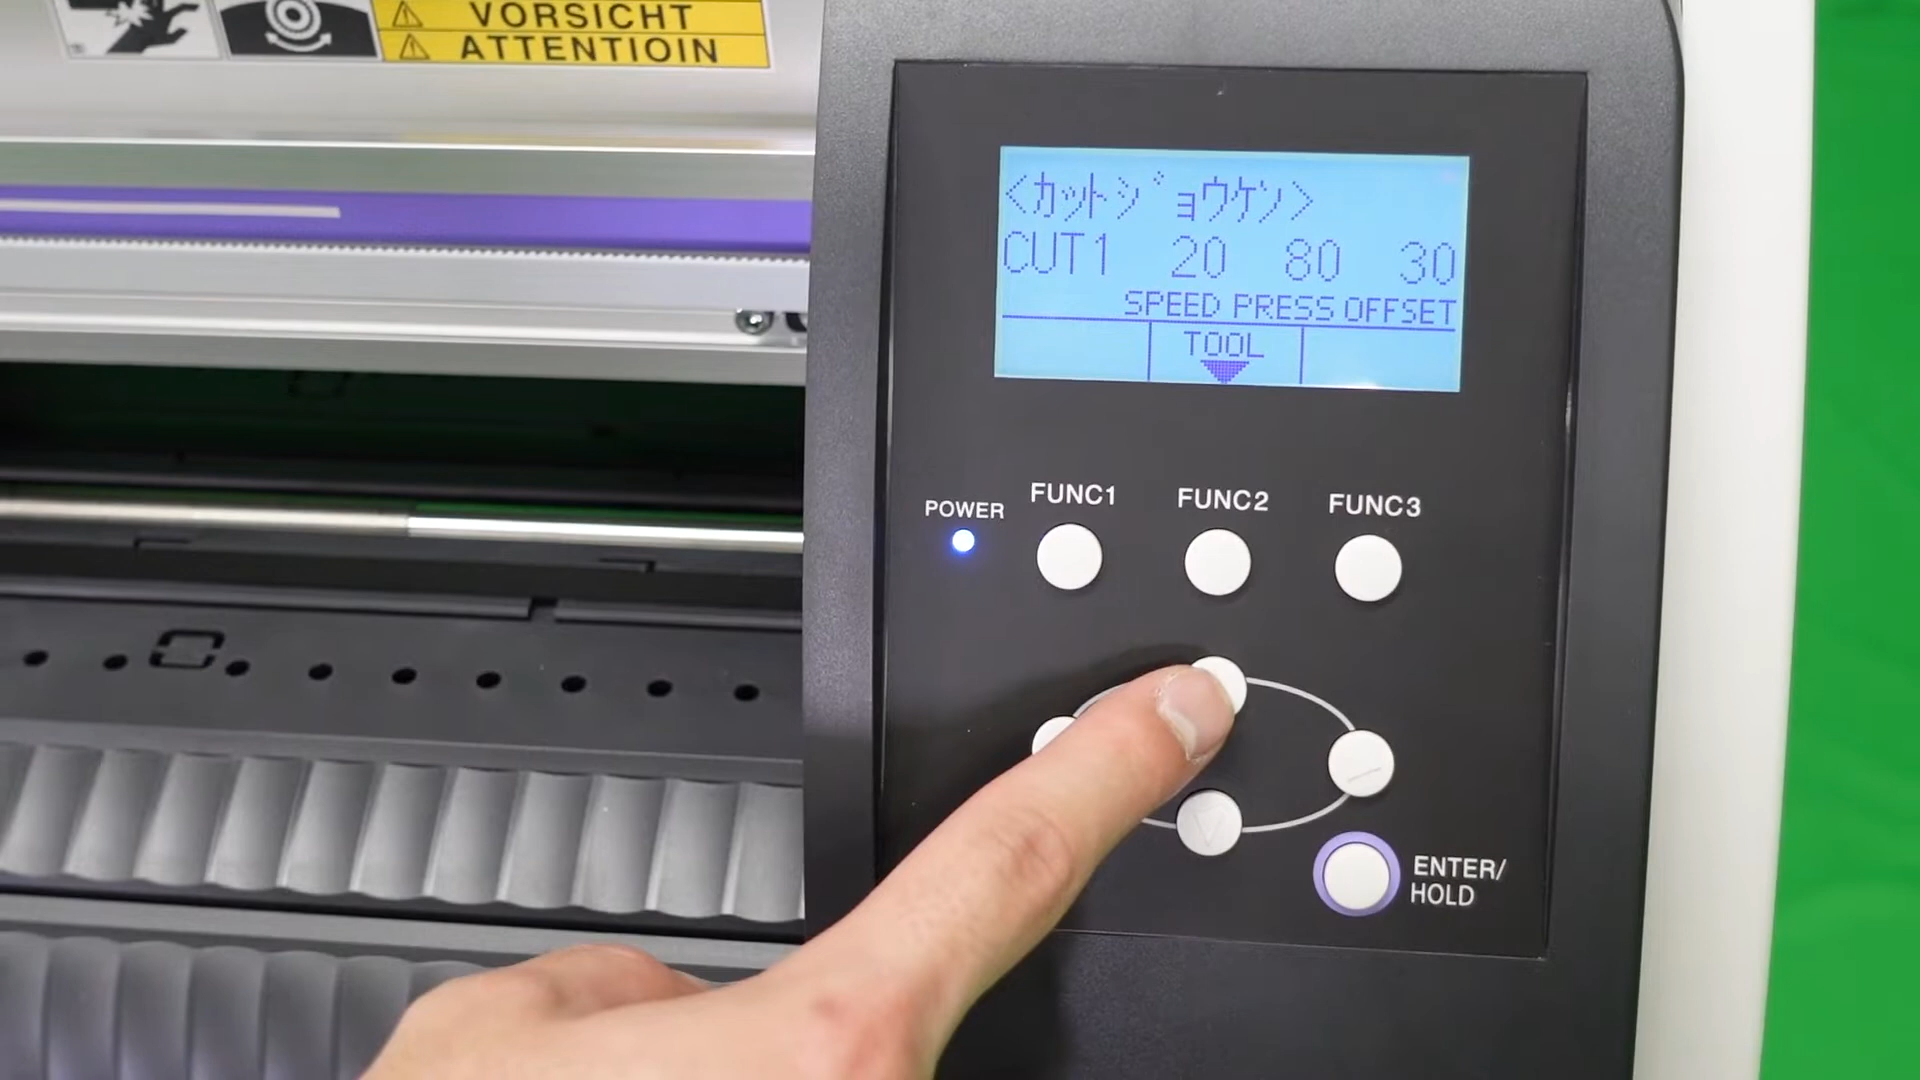 VORSICHT
ATTENTIOIN
<カットジョウケン>
CUT1 20 80 30
SPEED PRESS OFFSET
TOOL
POWER
FUNC1 FUNC2 FUNC3
ENTER/
HOLD